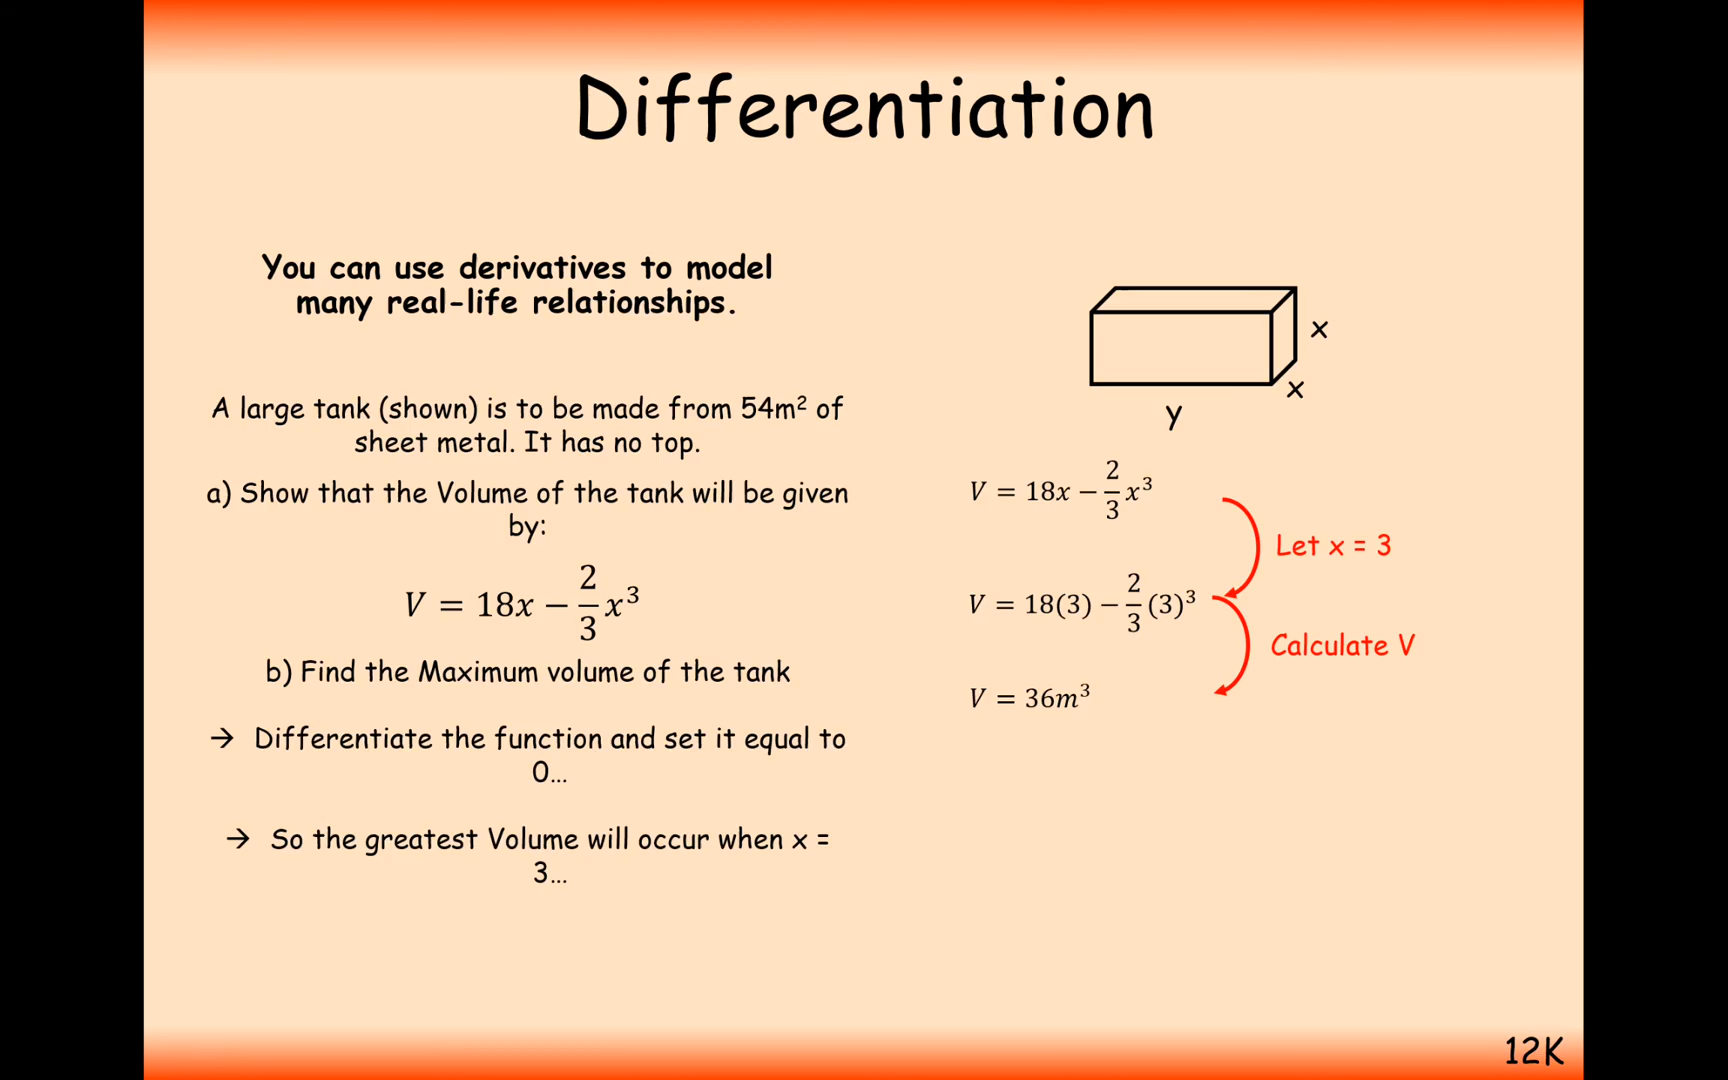 Differentiation
You can use derivatives to model
many real-life relationships.
A large tank (shown) is to be made from 54m² of
sheet metal. It has no top.
a) Show that the Volume of the tank will be given
by:
V = 18x − 2/3 x³
b) Find the Maximum volume of the tank
→ Differentiate the function and set it equal to
0...
→ So the greatest Volume will occur when x =
3...
x
x
y
V = 18x − 2/3 x³
Let x = 3
V = 18(3) − 2/3 (3)³
Calculate V
V = 36m³
12K